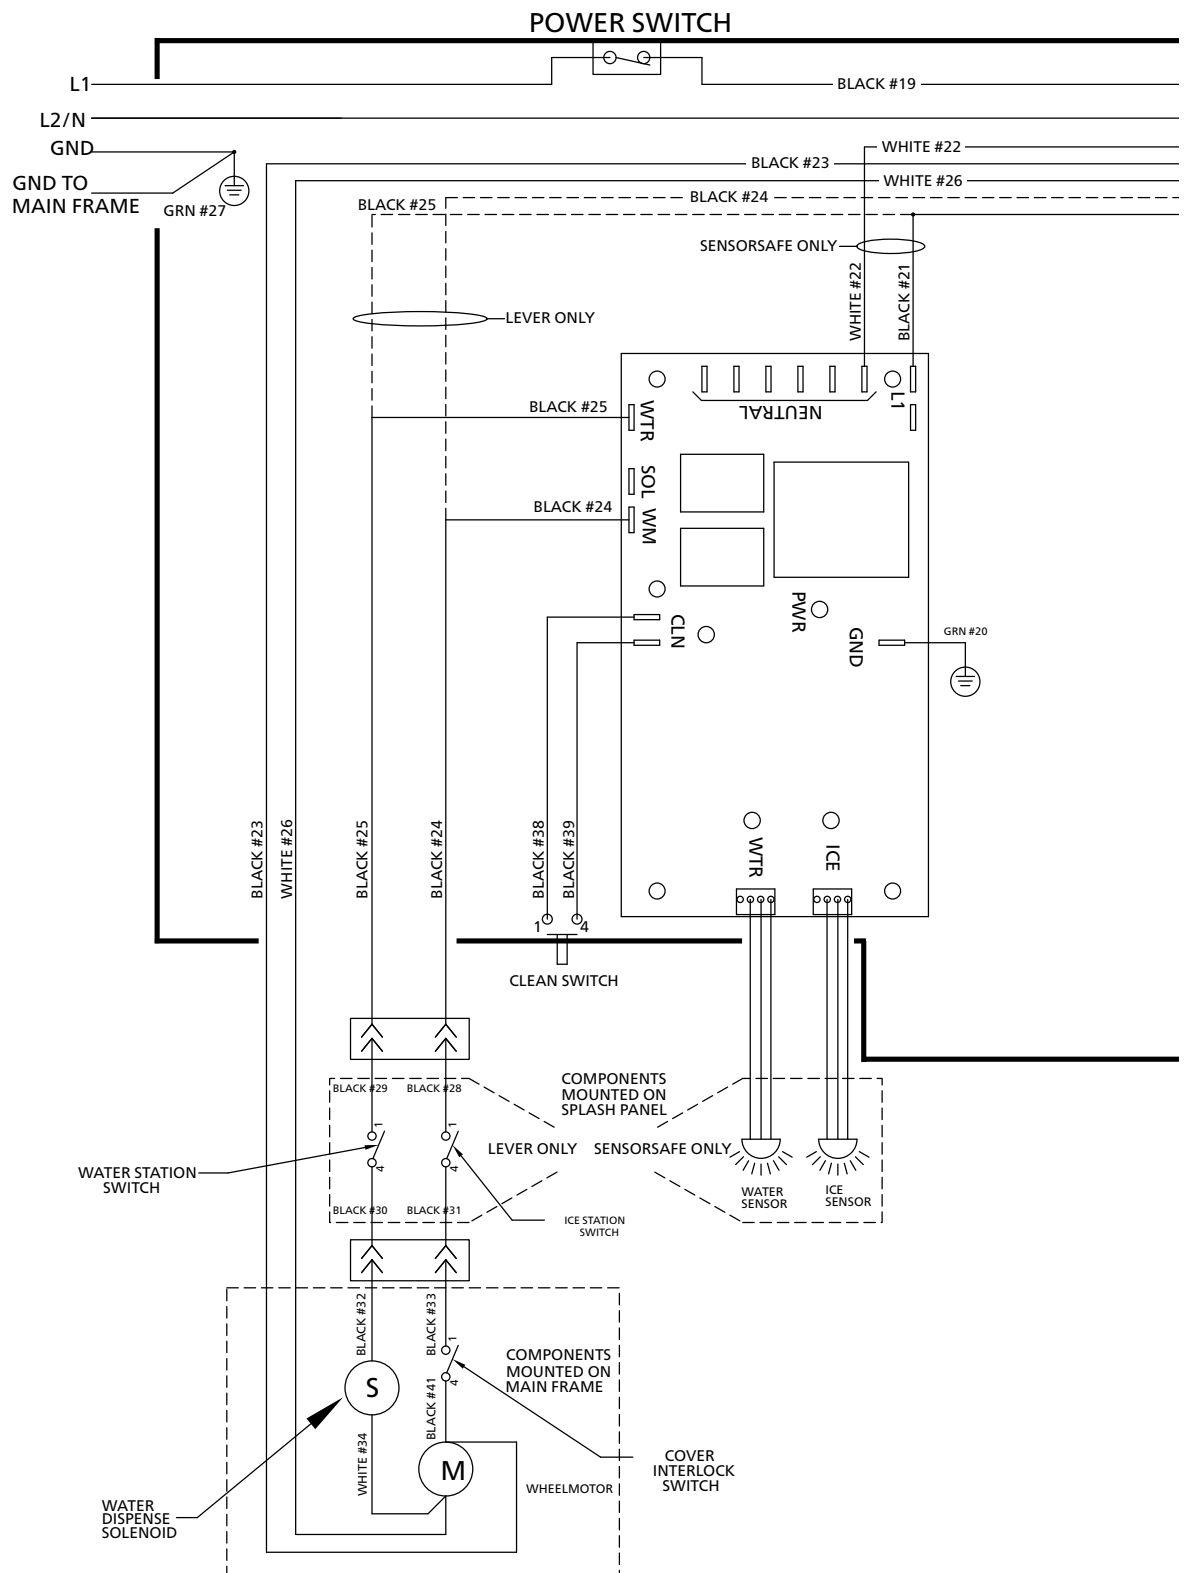 POWER SWITCH
L1
BLACK #19
L2/N
GND
WHITE #22
BLACK #23
GND TO
MAIN FRAME
WHITE #26
GRN #27
BLACK #25
BLACK #24
SENSORSAFE ONLY
WHITE #22
BLACK #21
LEVER ONLY
NEUTRAL
L1
BLACK #25
WTR
SOL
BLACK #24
WM
CLN
PWR
GND
GRN #20
BLACK #23
WHITE #26
BLACK #25
BLACK #24
BLACK #38
BLACK #39
WTR
ICE
1
4
CLEAN SWITCH
COMPONENTS
MOUNTED ON
SPLASH PANEL
BLACK #29
BLACK #28
1
1
LEVER ONLY
SENSORSAFE ONLY
WATER STATION
SWITCH
4
4
WATER
SENSOR
ICE
SENSOR
BLACK #30
BLACK #31
ICE STATION
SWITCH
BLACK #32
BLACK #33
1
COMPONENTS
MOUNTED ON
MAIN FRAME
S
4
BLACK #41
WHITE #34
M
COVER
INTERLOCK
SWITCH
WHEELMOTOR
WATER
DISPENSE
SOLENOID